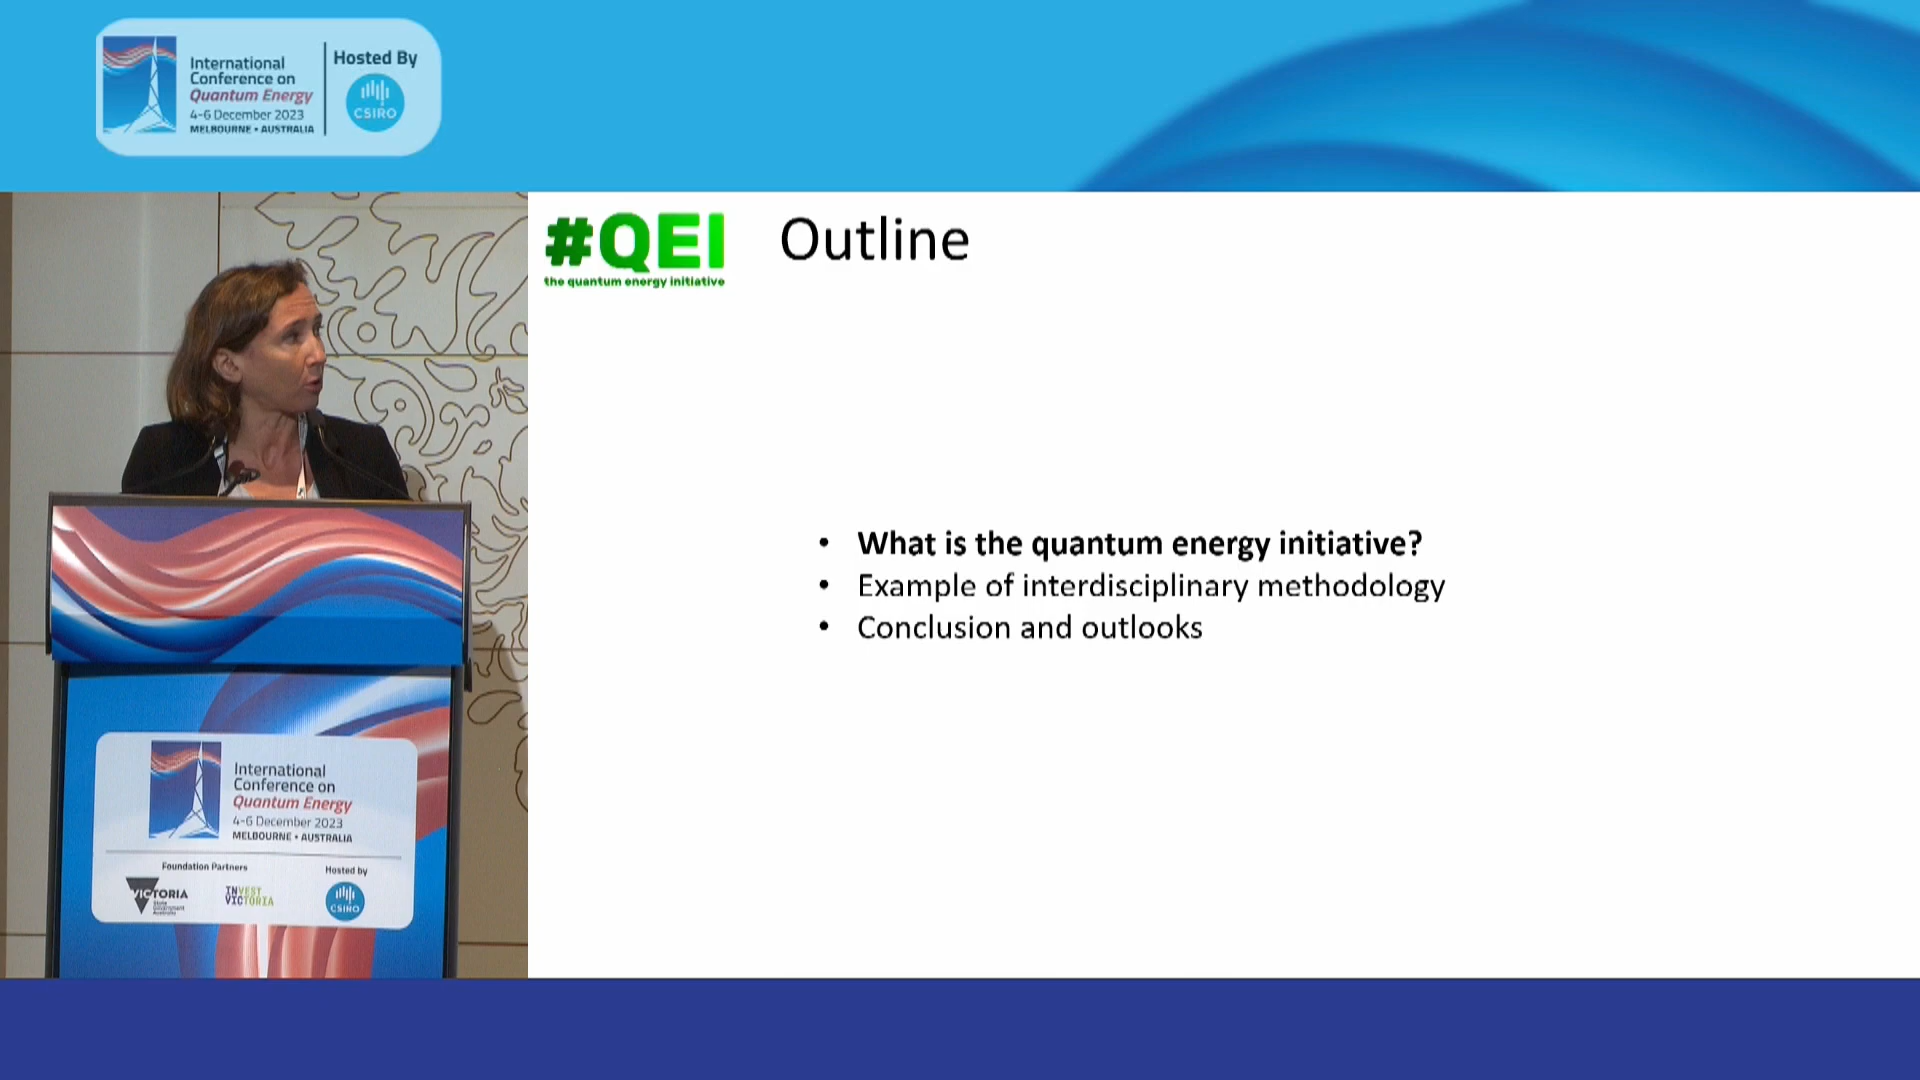 International
Conference on
Quantum Energy
4-6 December 2023
MELBOURNE • AUSTRALIA
Hosted By
CSIRO
#QEI
the quantum energy initiative
Outline
• What is the quantum energy initiative?
• Example of interdisciplinary methodology
• Conclusion and outlooks
International
Conference on
Quantum Energy
4-6 December 2023
MELBOURNE • AUSTRALIA
Foundation Partners
Hosted by
VICTORIA
State
Government
Australia
INVEST
VICTORIA
CSIRO